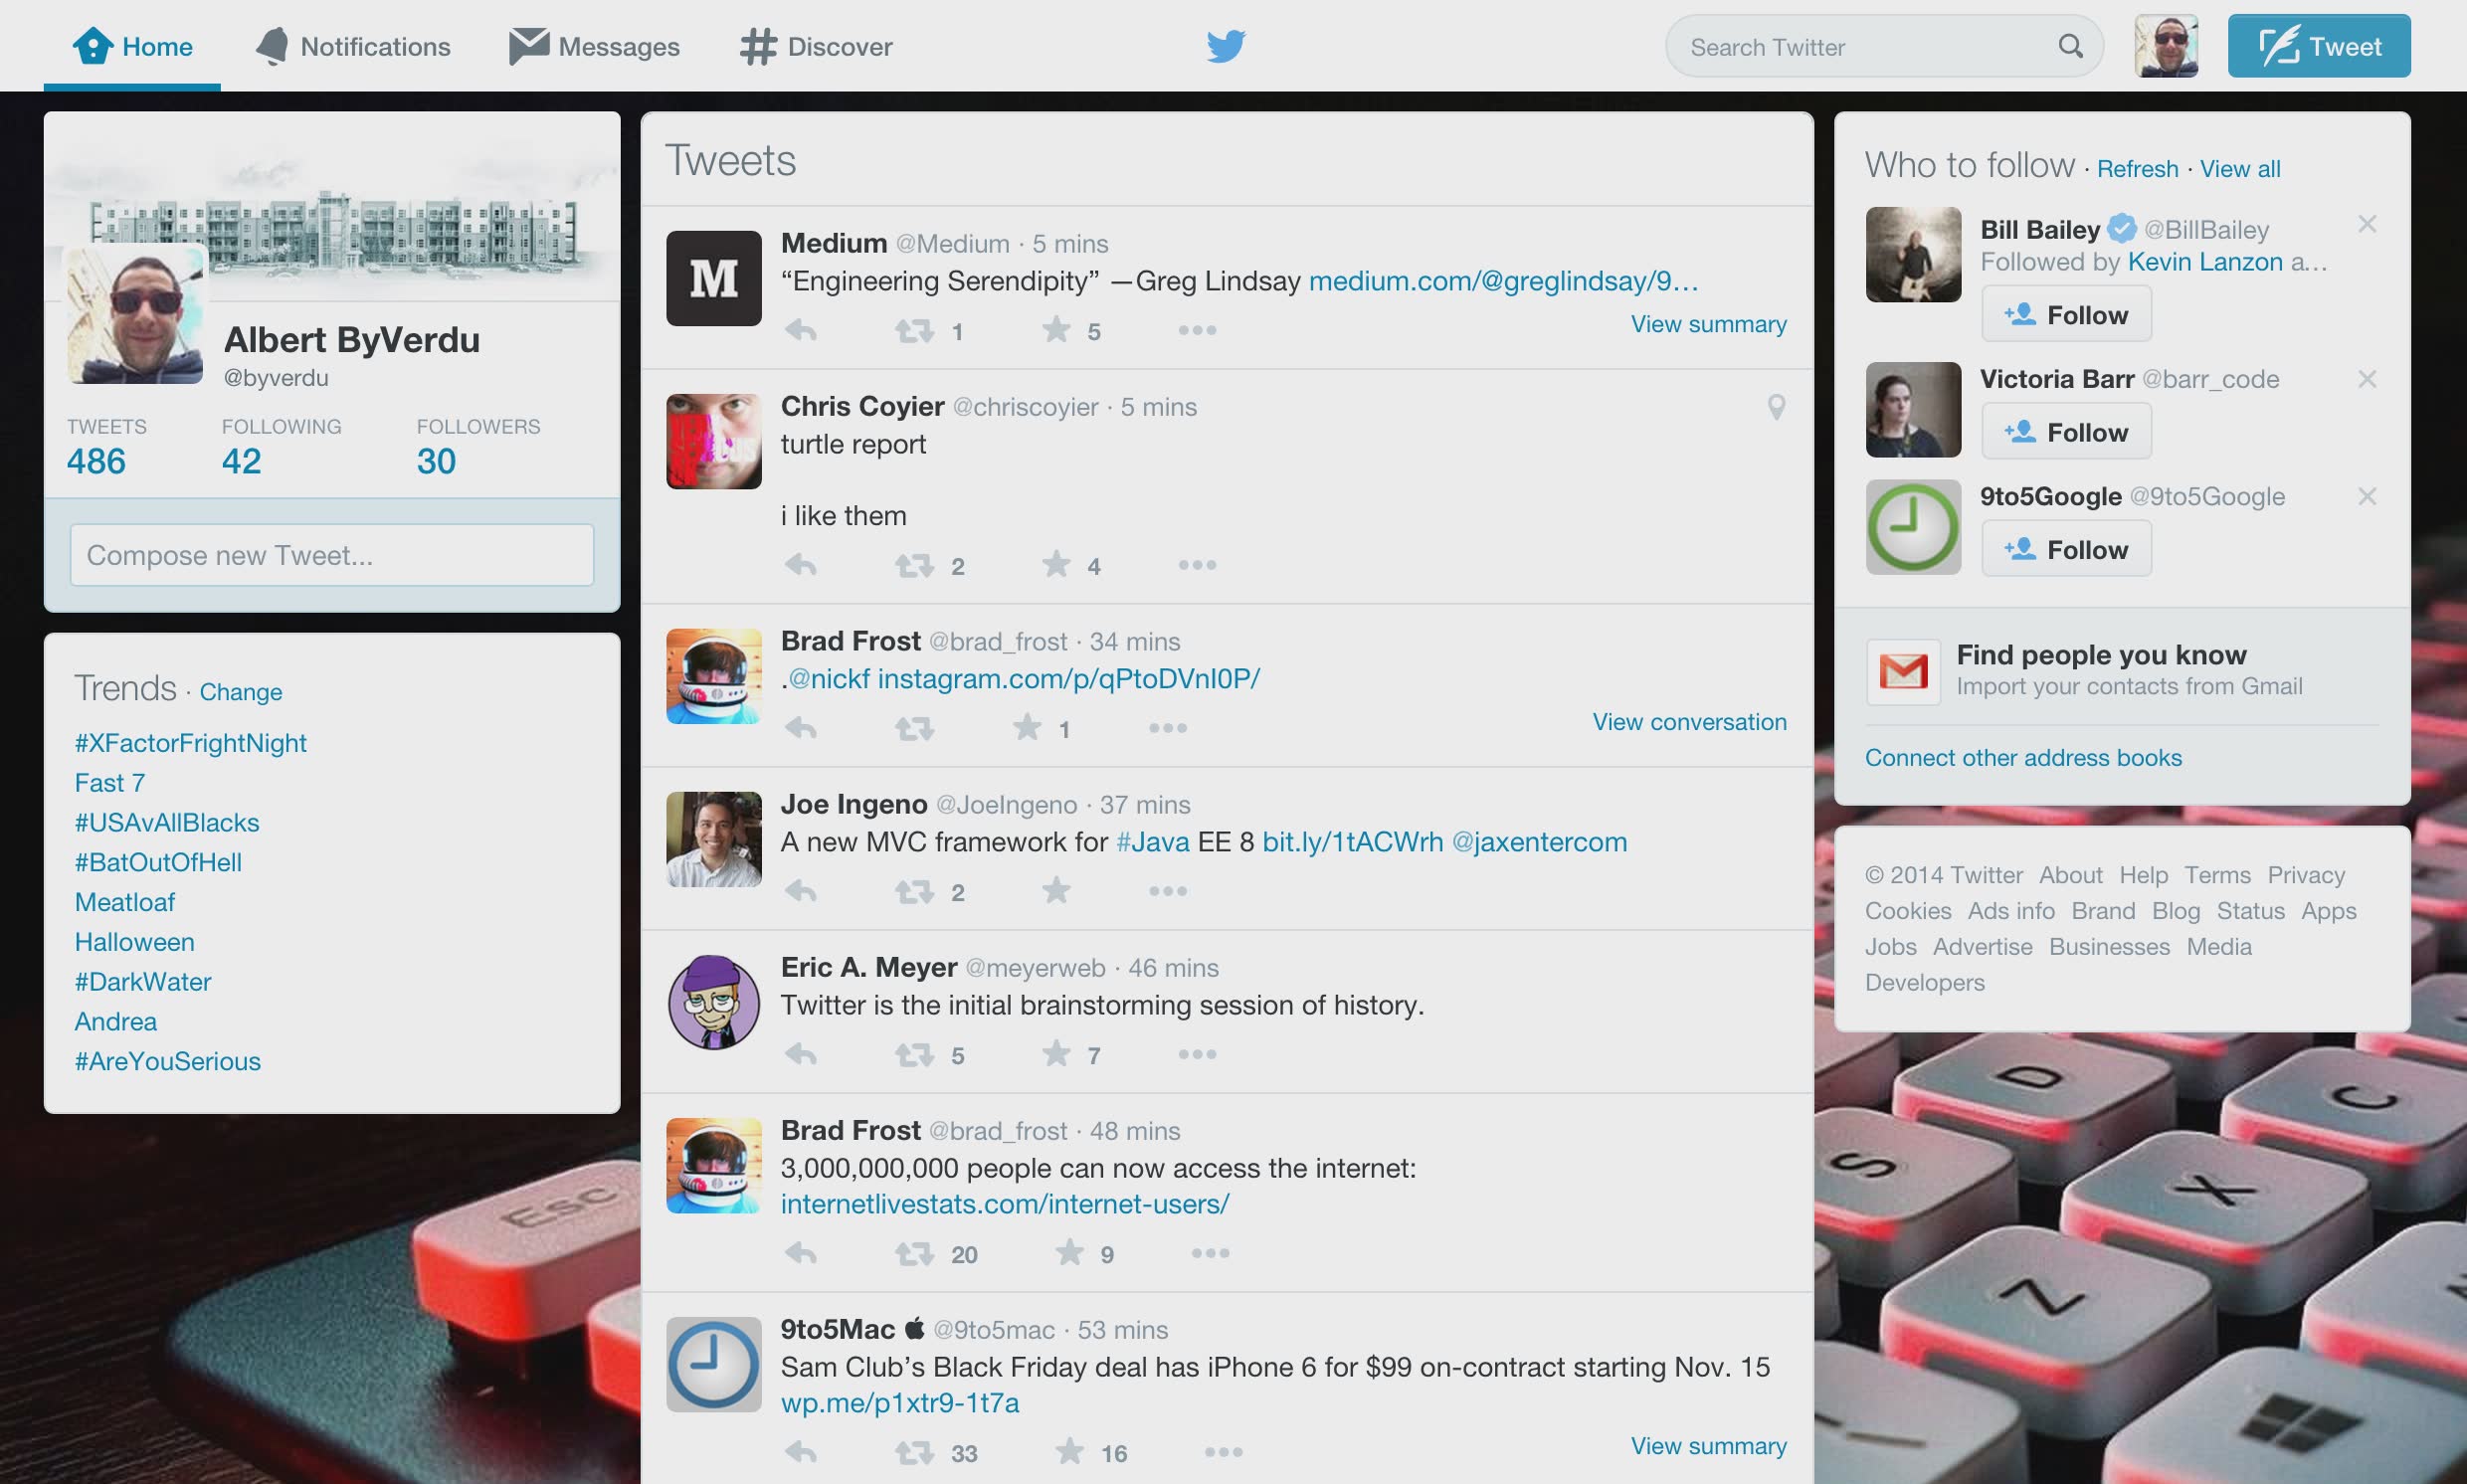 Home
Notifications
Messages
Discover
Search Twitter
Tweet
Albert ByVerdu
@byverdu
TWEETS
486
FOLLOWING
42
FOLLOWERS
30
Compose new Tweet...
Trends · Change
#XFactorFrightNight
Fast 7
#USAvAllBlacks
#BatOutOfHell
Meatloaf
Halloween
#DarkWater
Andrea
#AreYouSerious
Tweets
M
Medium @Medium · 5 mins
“Engineering Serendipity” —Greg Lindsay medium.com/@greglindsay/9…
1
5
View summary
Chris Coyier @chriscoyier · 5 mins
turtle report
i like them
2
4
Brad Frost @brad_frost · 34 mins
.@nickf instagram.com/p/qPtoDVnI0P/
1
View conversation
Joe Ingeno @JoeIngeno · 37 mins
A new MVC framework for #Java EE 8 bit.ly/1tACWrh @jaxentercom
2
Eric A. Meyer @meyerweb · 46 mins
Twitter is the initial brainstorming session of history.
5
7
Brad Frost @brad_frost · 48 mins
3,000,000,000 people can now access the internet:
internetlivestats.com/internet-users/
20
9
9to5Mac @9to5mac · 53 mins
Sam Club’s Black Friday deal has iPhone 6 for $99 on-contract starting Nov. 15
wp.me/p1xtr9-1t7a
33
16
View summary
Who to follow · Refresh · View all
Bill Bailey @BillBailey
Followed by Kevin Lanzon a…
Follow
Victoria Barr @barr_code
Follow
9to5Google @9to5Google
Follow
Find people you know
Import your contacts from Gmail
Connect other address books
© 2014 Twitter About Help Terms Privacy
Cookies Ads info Brand Blog Status Apps
Jobs Advertise Businesses Media
Developers
ESC
D
C
S
X
Z